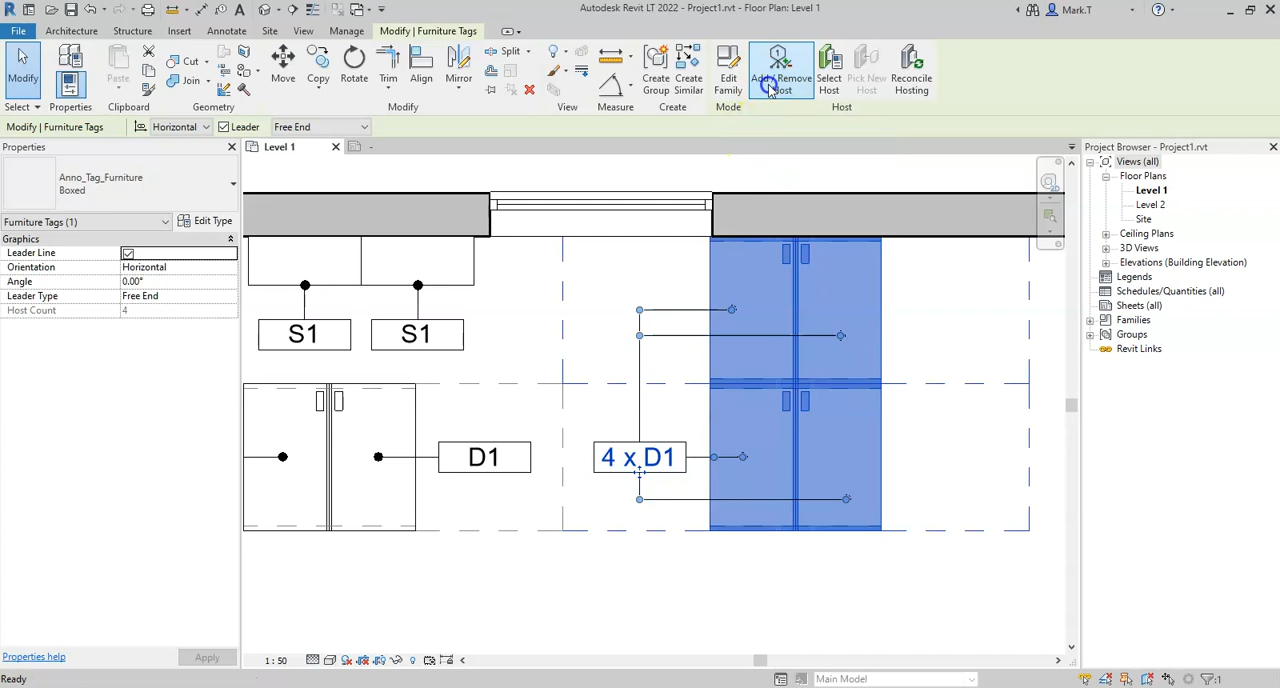 Autodesk Revit LT 2022 - Project1.rvt - Floor Plan: Level 1
Mark.T
File Architecture Structure Insert Annotate Site View Manage Modify | Furniture Tags
Modify
Paste
Cut
Join
Move Copy Rotate Trim Align Mirror
Split
Create Group
Create Similar
Edit Family
Add / Remove Host
Select Host
Pick New Host
Reconcile Hosting
Select Properties Clipboard Geometry Modify View Measure Create Mode Host
Modify | Furniture Tags Horizontal Leader Free End
Properties
Level 1
Project Browser - Project1.rvt
Anno_Tag_Furniture
Boxed
Furniture Tags (1) Edit Type
Graphics
Leader Line
Orientation Horizontal
Angle 0.00°
Leader Type Free End
Host Count 4
Properties help Apply
S1 S1
D1
4 x D1
2D
Views (all)
Floor Plans
Level 1
Level 2
Site
Ceiling Plans
3D Views
Elevations (Building Elevation)
Legends
Schedules/Quantities (all)
Sheets (all)
Families
Groups
Revit Links
1 : 50
Ready
Main Model
:1